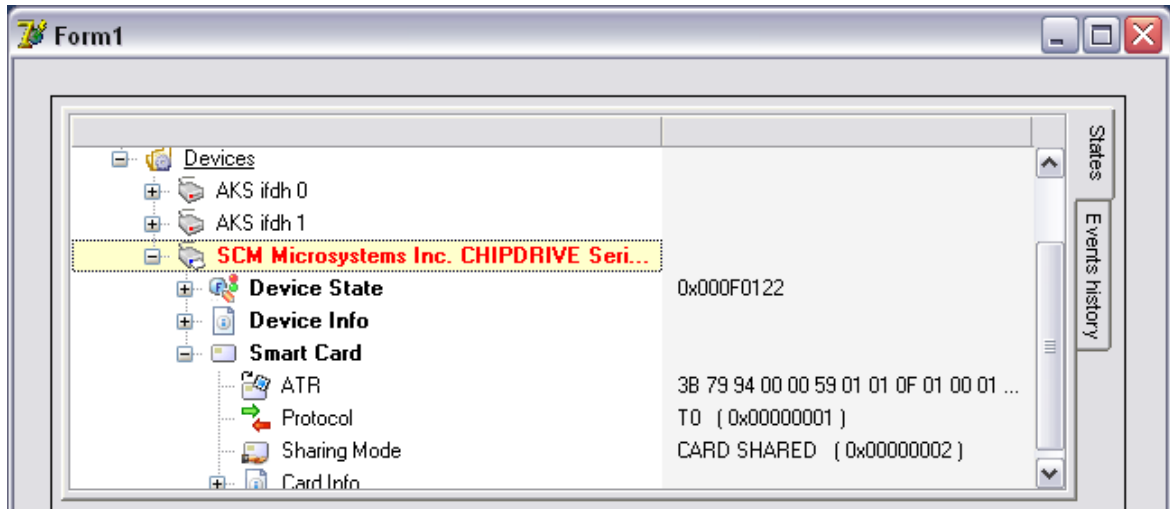 Form1
States
Events history
Devices
AKS ifdh 0
AKS ifdh 1
SCM Microsystems Inc. CHIPDRIVE Seri...
Device State 0x000F0122
Device Info
Smart Card
ATR 3B 79 94 00 00 59 01 01 0F 01 00 01 ...
Protocol T0 ( 0x00000001 )
Sharing Mode CARD SHARED ( 0x00000002 )
Card Info